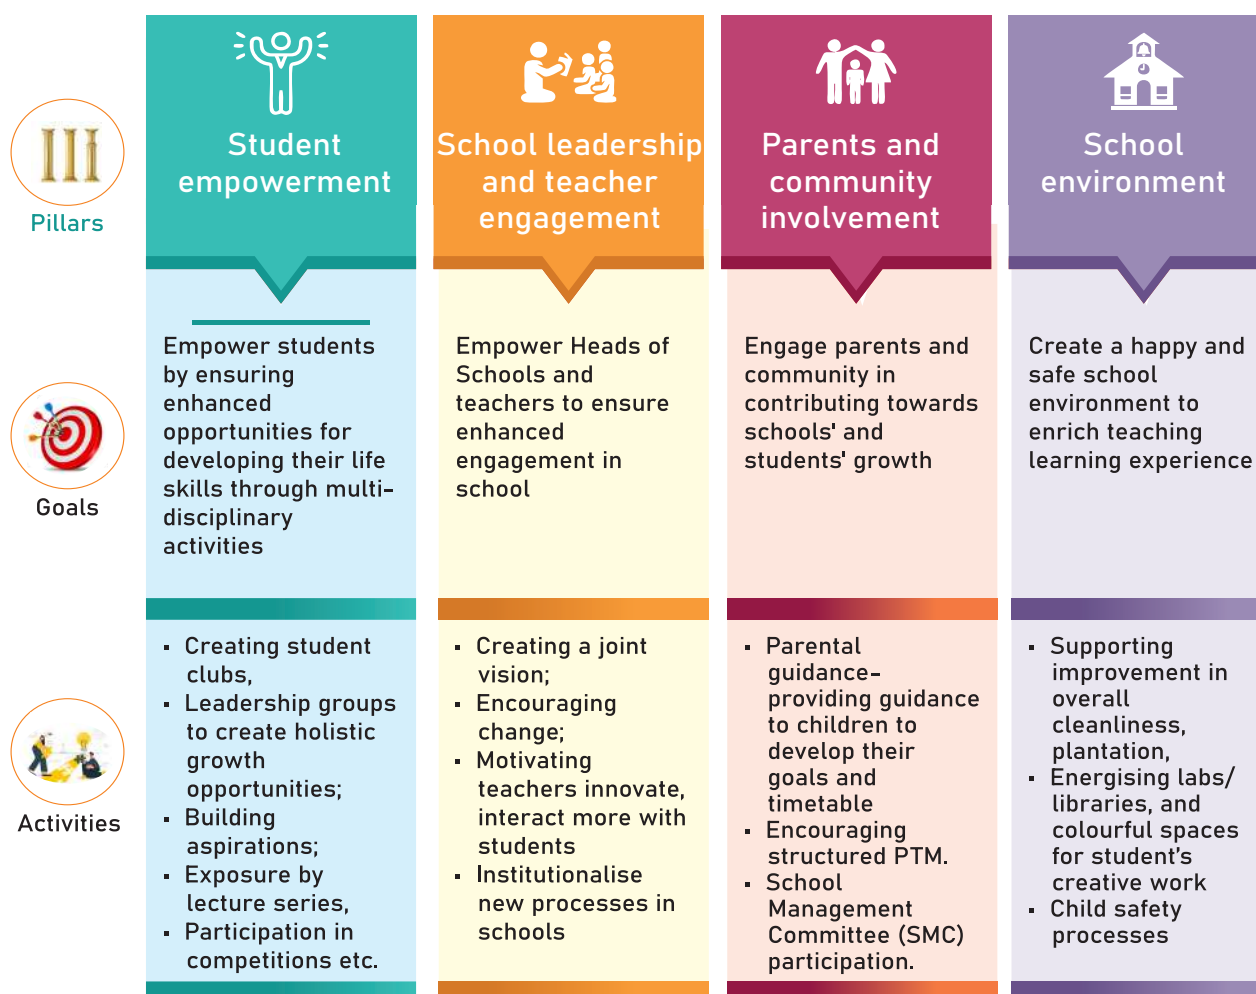 Pillars
Student
empowerment
School leadership
and teacher
engagement
Parents and
community
involvement
School
environment
Goals
Empower students
by ensuring
enhanced
opportunities for
developing their life
skills through multi-
disciplinary
activities
Empower Heads of
Schools and
teachers to ensure
enhanced
engagement in
school
Engage parents and
community in
contributing towards
schools' and
students' growth
Create a happy and
safe school
environment to
enrich teaching
learning experience
Activities
▪ Creating student
clubs,
▪ Leadership groups
to create holistic
growth
opportunities;
▪ Building
aspirations;
▪ Exposure by
lecture series,
▪ Participation in
competitions etc.
▪ Creating a joint
vision;
▪ Encouraging
change;
▪ Motivating
teachers innovate,
interact more with
students
▪ Institutionalise
new processes in
schools
▪ Parental
guidance-
providing guidance
to children to
develop their
goals and
timetable
▪ Encouraging
structured PTM.
▪ School
Management
Committee (SMC)
participation.
▪ Supporting
improvement in
overall
cleanliness,
plantation,
▪ Energising labs/
libraries, and
colourful spaces
for student's
creative work
▪ Child safety
processes